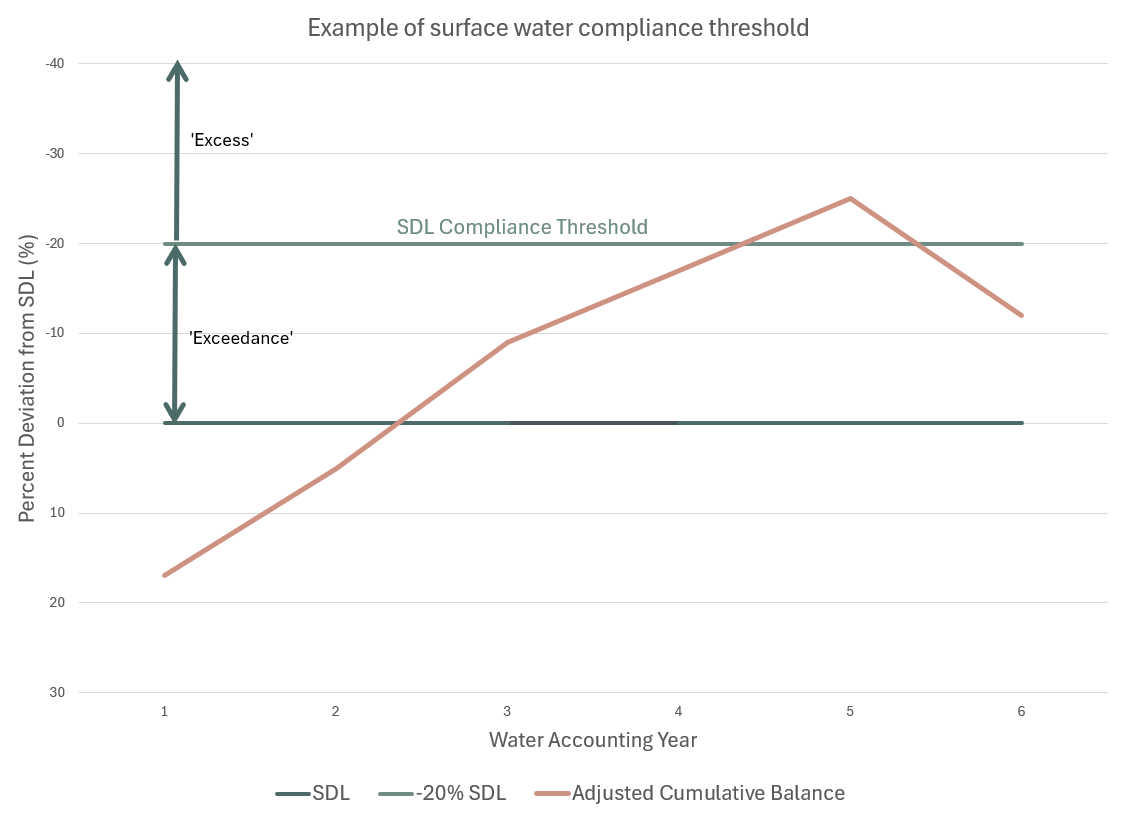 Example of surface water compliance threshold
Percent Deviation from SDL (%)
-40
-30
-20
-10
0
10
20
30
'Excess'
SDL Compliance Threshold
'Exceedance'
1 2 3 4 5 6
Water Accounting Year
SDL -20% SDL Adjusted Cumulative Balance